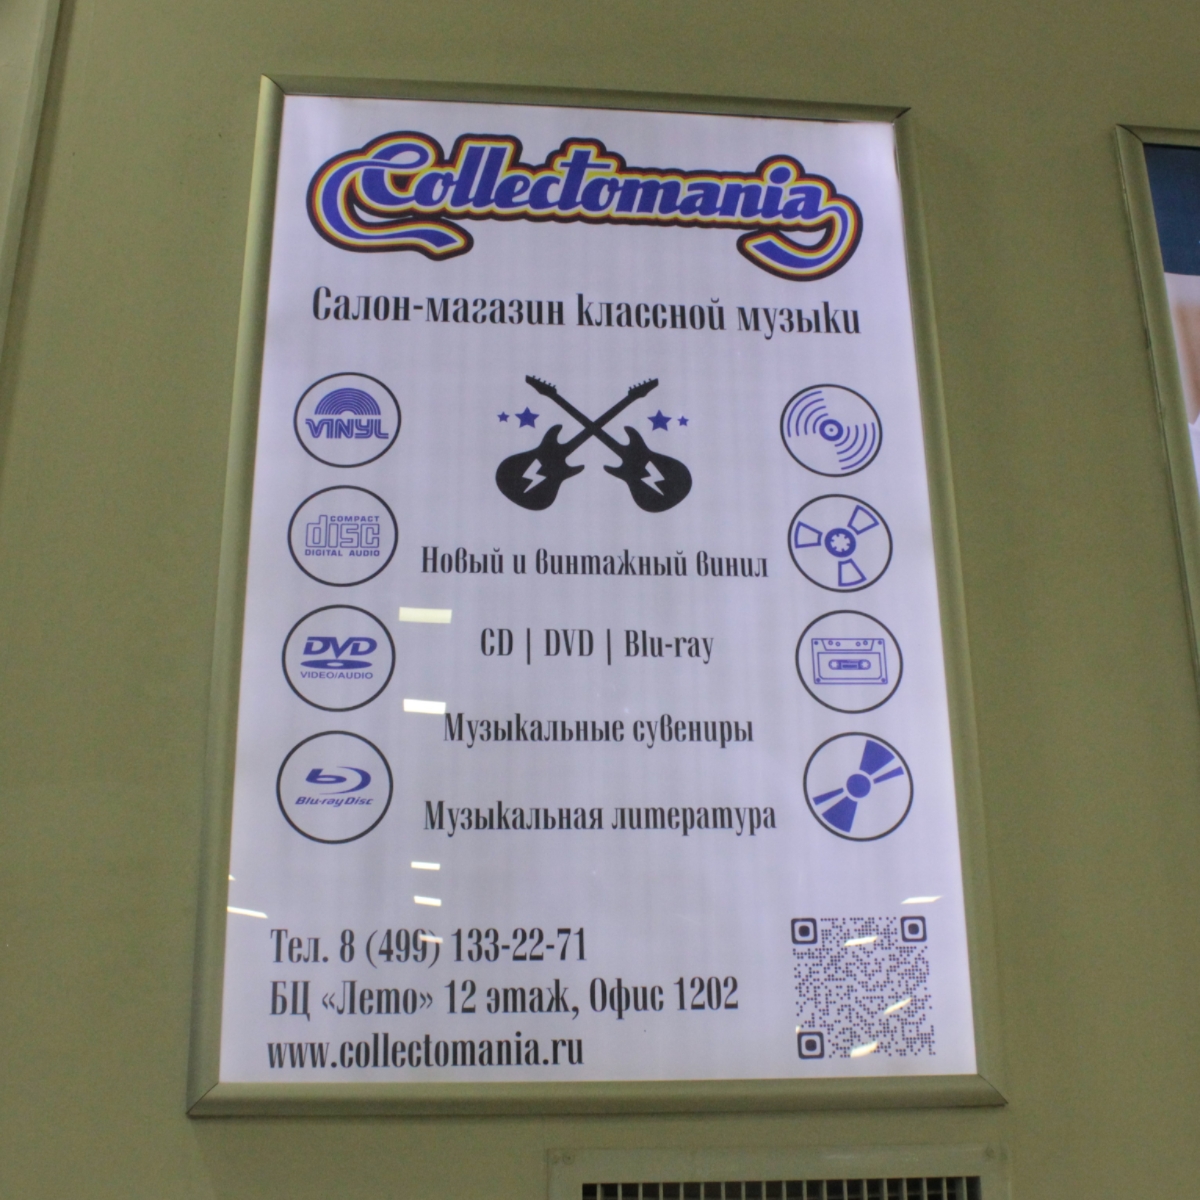 Collectomania
Салон-магазин классной музыки
VINYL
COMPACT
disc
DIGITAL AUDIO
Новый и винтажный винил
DVD
VIDEO/AUDIO
CD | DVD | Blu-ray
Музыкальные сувениры
Blu-ray Disc
Музыкальная литература
Тел. 8 (499) 133-22-71
БЦ «Лето» 12 этаж, Офис 1202
www.collectomania.ru